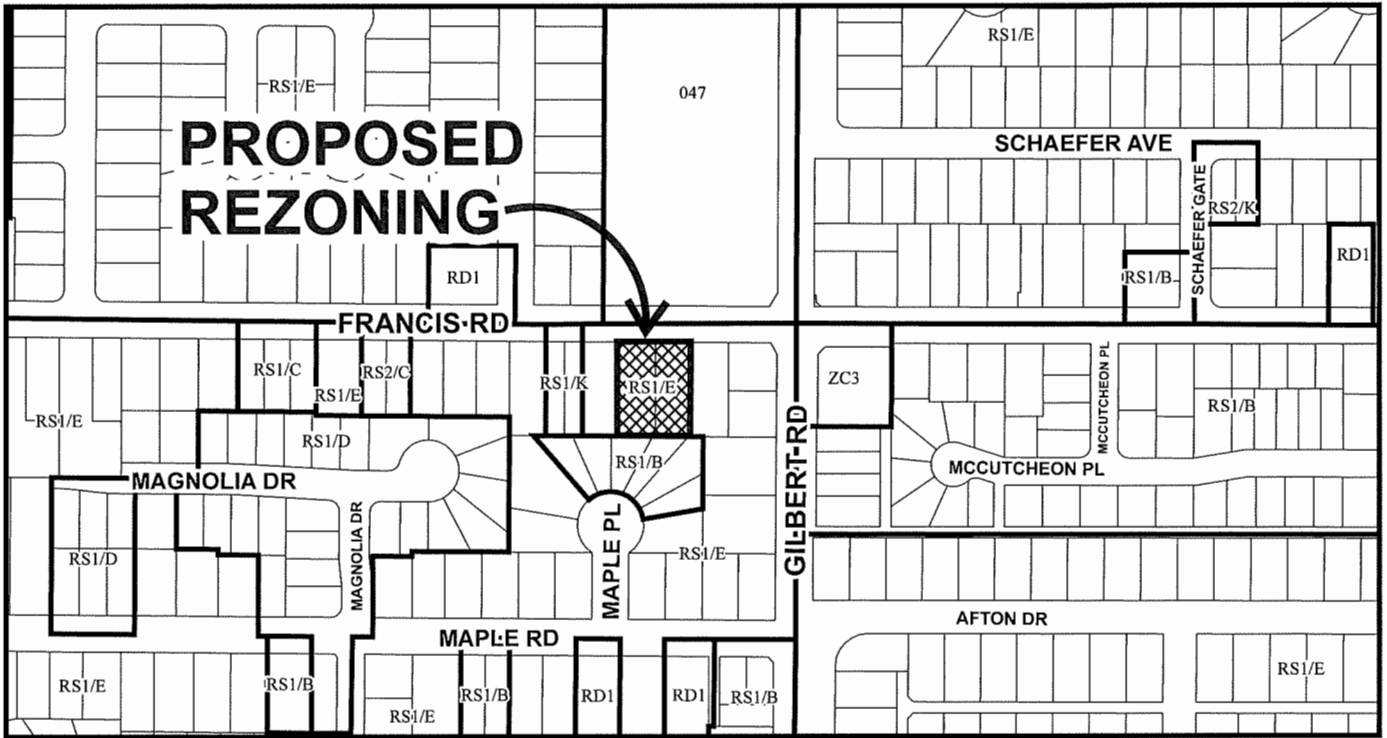 RS1/E
047
RS1/E
PROPOSED
REZONING
SCHAEFER AVE
SCHAEFER GATE
RS2/K
RD1
RS1/B
RD1
FRANCIS RD
RS1/C
RS1/E
RS2/C
RS1/K
RS1/E
ZC3
MCCUTCHEON PL
RS1/B
RS1/E
RS1/D
RS1/B
GILBERT RD
MCCUTCHEON PL
MAGNOLIA DR
MAGNOLIA DR
MAPLE PL
RS1/D
RS1/E
MAPLE RD
AFTON DR
RS1/E
RS1/B
RS1/E
RS1/B
RD1
RD1
RS1/B
RS1/E